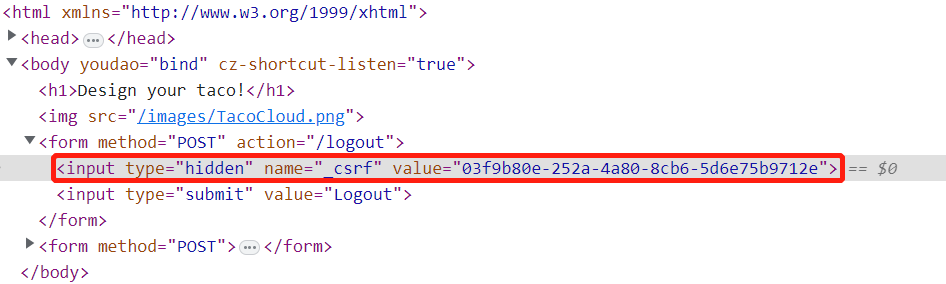 <html xmlns="http://www.w3.org/1999/xhtml">
<head> ... </head>
<body youdao="bind" cz-shortcut-listen="true">
<h1>Design your taco!</h1>
<img src="/images/TacoCloud.png">
<form method="POST" action="/logout">
<input type="hidden" name="_csrf" value="03f9b80e-252a-4a80-8cb6-5d6e75b9712e"> == $0
<input type="submit" value="Logout">
</form>
<form method="POST"> ... </form>
</body>